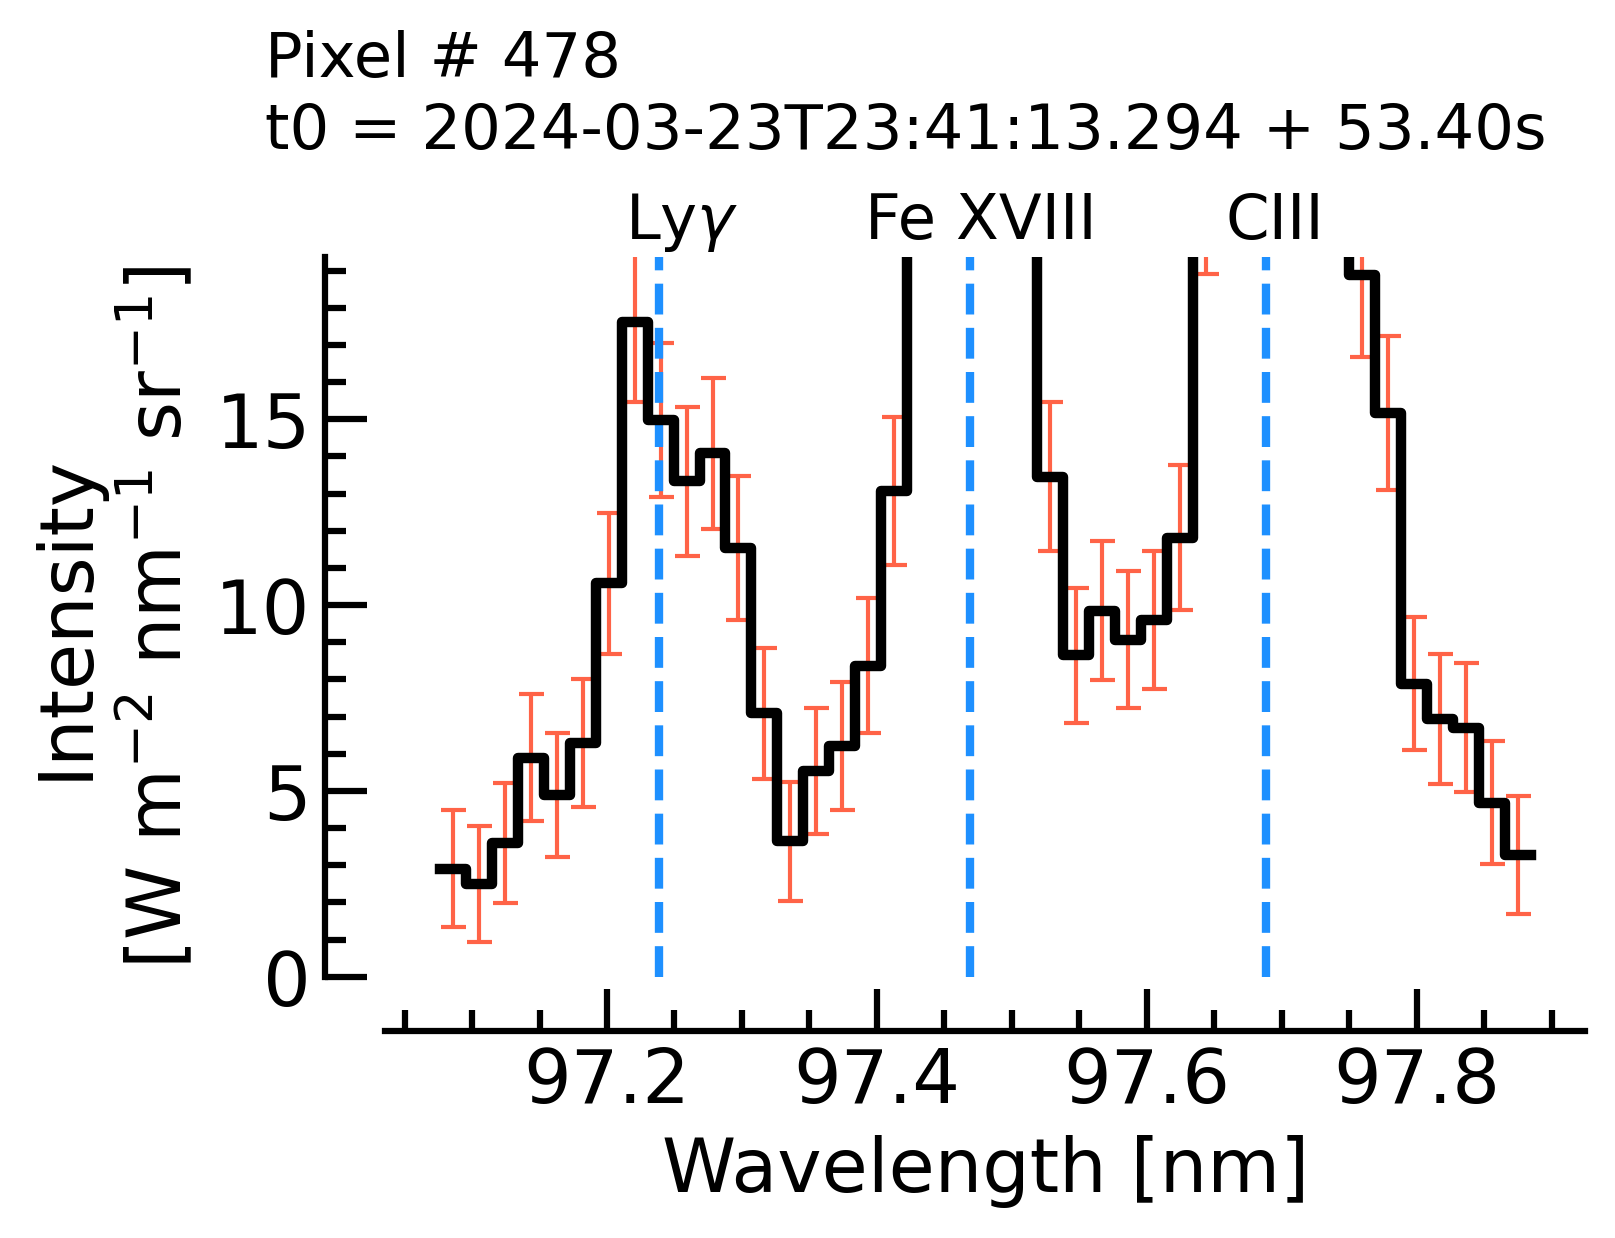 Pixel # 478
t0 = 2024-03-23T23:41:13.294 + 53.40s
Lyγ Fe XVIII CIII
Intensity
[W m⁻² nm⁻¹ sr⁻¹]
15
10
5
0
97.2 97.4 97.6 97.8
Wavelength [nm]